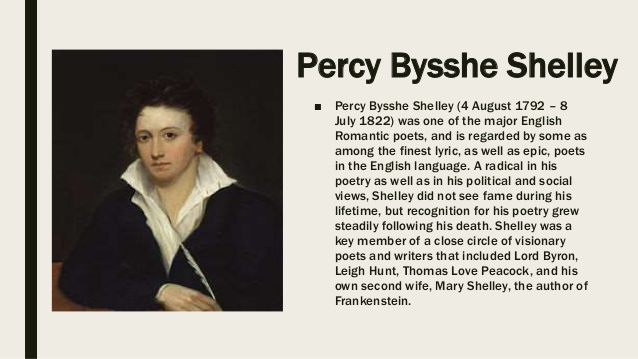 Percy Bysshe Shelley
■ Percy Bysshe Shelley (4 August 1792 – 8
July 1822) was one of the major English
Romantic poets, and is regarded by some as
among the finest lyric, as well as epic, poets
in the English language. A radical in his
poetry as well as in his political and social
views, Shelley did not see fame during his
lifetime, but recognition for his poetry grew
steadily following his death. Shelley was a
key member of a close circle of visionary
poets and writers that included Lord Byron,
Leigh Hunt, Thomas Love Peacock, and his
own second wife, Mary Shelley, the author of
Frankenstein.